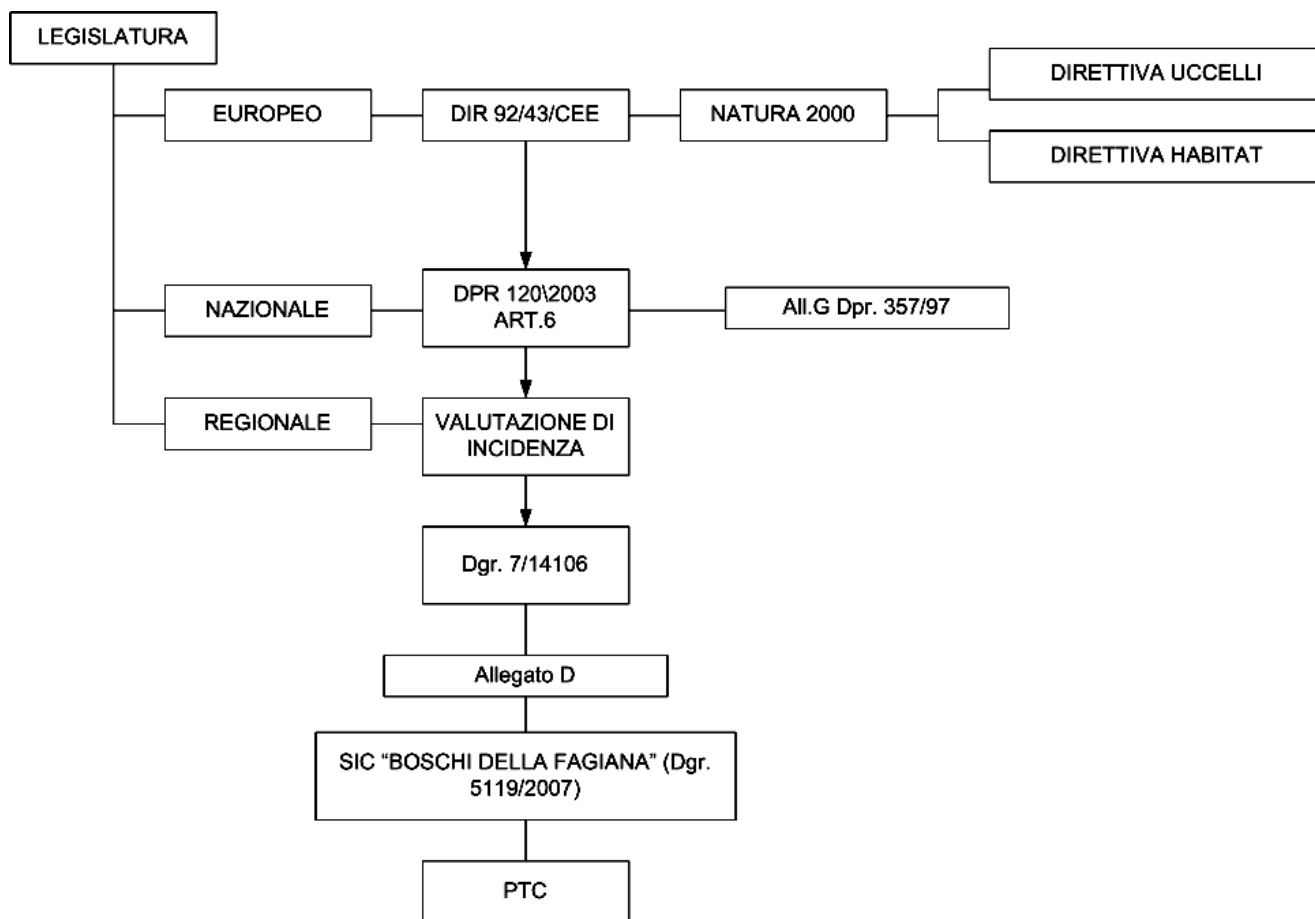 LEGISLATURA
DIRETTIVA UCCELLI
EUROPEO
DIR 92/43/CEE
NATURA 2000
DIRETTIVA HABITAT
NAZIONALE
DPR 120\2003
ART.6
All.G Dpr. 357/97
REGIONALE
VALUTAZIONE DI
INCIDENZA
Dgr. 7/14106
Allegato D
SIC “BOSCHI DELLA FAGIANA” (Dgr.
5119/2007)
PTC